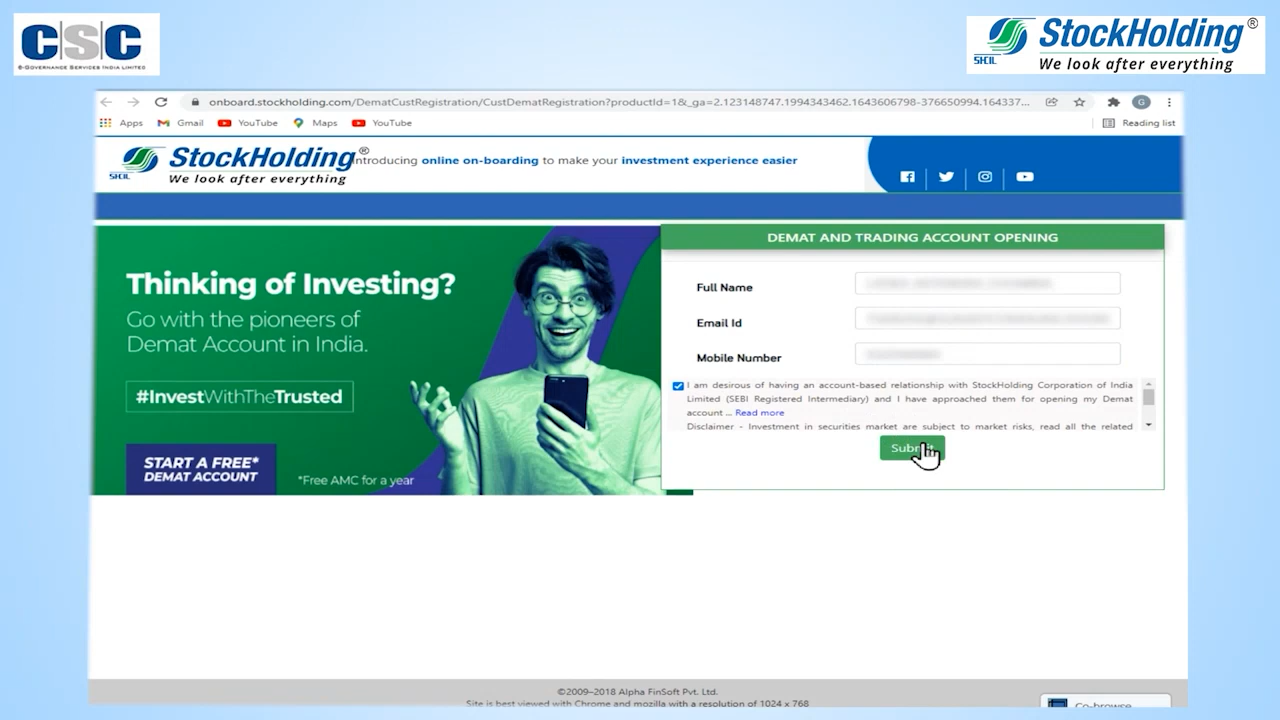 CSC
e-Governance Services India Limited
StockHolding®
SHCIL
We look after everything
onboard.stockholding.com/DematCustRegistration/CustDematRegistration?productId=1&_ga=2.123148747.1994343462.1643606798-376650994.164337...
G
Apps
Gmail
YouTube
Maps
YouTube
Reading list
StockHolding®
SHCIL
We look after everything
Introducing online on-boarding to make your investment experience easier
DEMAT AND TRADING ACCOUNT OPENING
Thinking of Investing?
Go with the pioneers of
Demat Account in India.
#InvestWithTheTrusted
START A FREE*
DEMAT ACCOUNT
*Free AMC for a year
Full Name
Email Id
Mobile Number
I am desirous of having an account-based relationship with StockHolding Corporation of India
Limited (SEBI Registered Intermediary) and I have approached them for opening my Demat
account ... Read more
Disclaimer - Investment in securities market are subject to market risks, read all the related
Submit
©2009-2018 Alpha FinSoft Pvt. Ltd.
Site is best viewed with Chrome and mozilla with a resolution of 1024 x 768
Co-browse